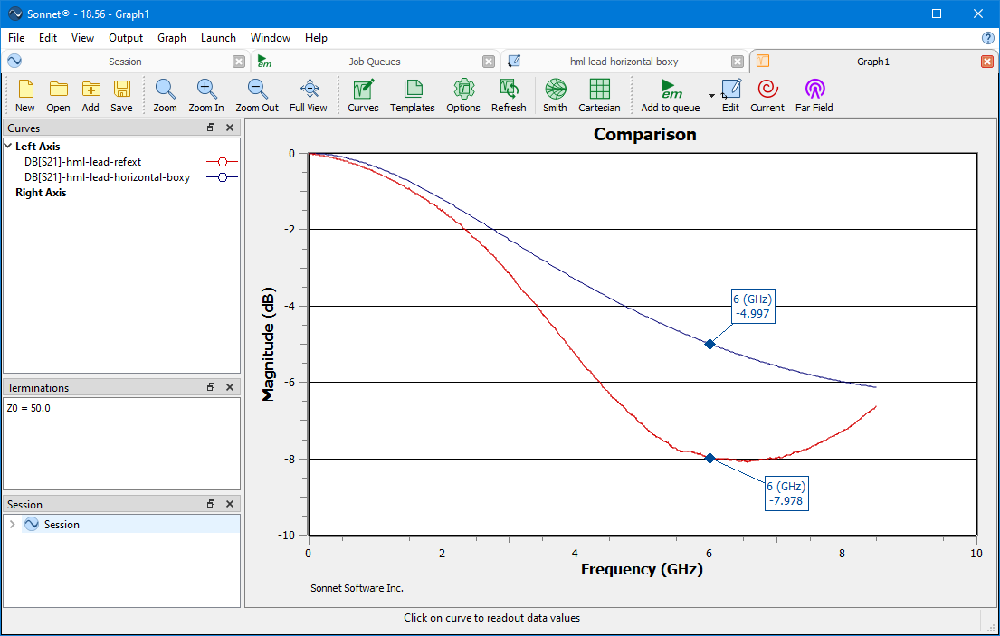 Sonnet® - 18.56 - Graph1
File Edit View Output Graph Launch Window Help
Session
em
Job Queues
hml-lead-horizontal-boxy
Graph1
New Open Add Save Zoom Zoom In Zoom Out Full View Curves Templates Options Refresh Smith Cartesian em Add to queue Edit Current Far Field
Curves
Left Axis
DB[S21]-hml-lead-refext
DB[S21]-hml-lead-horizontal-boxy
Right Axis
Terminations
Z0 = 50.0
Session
Session
Comparison
Magnitude (dB)
0
-2
-4
-6
-8
-10
6 (GHz)
-4.997
6 (GHz)
-7.978
0 2 4 6 8 10
Frequency (GHz)
Sonnet Software Inc.
Click on curve to readout data values